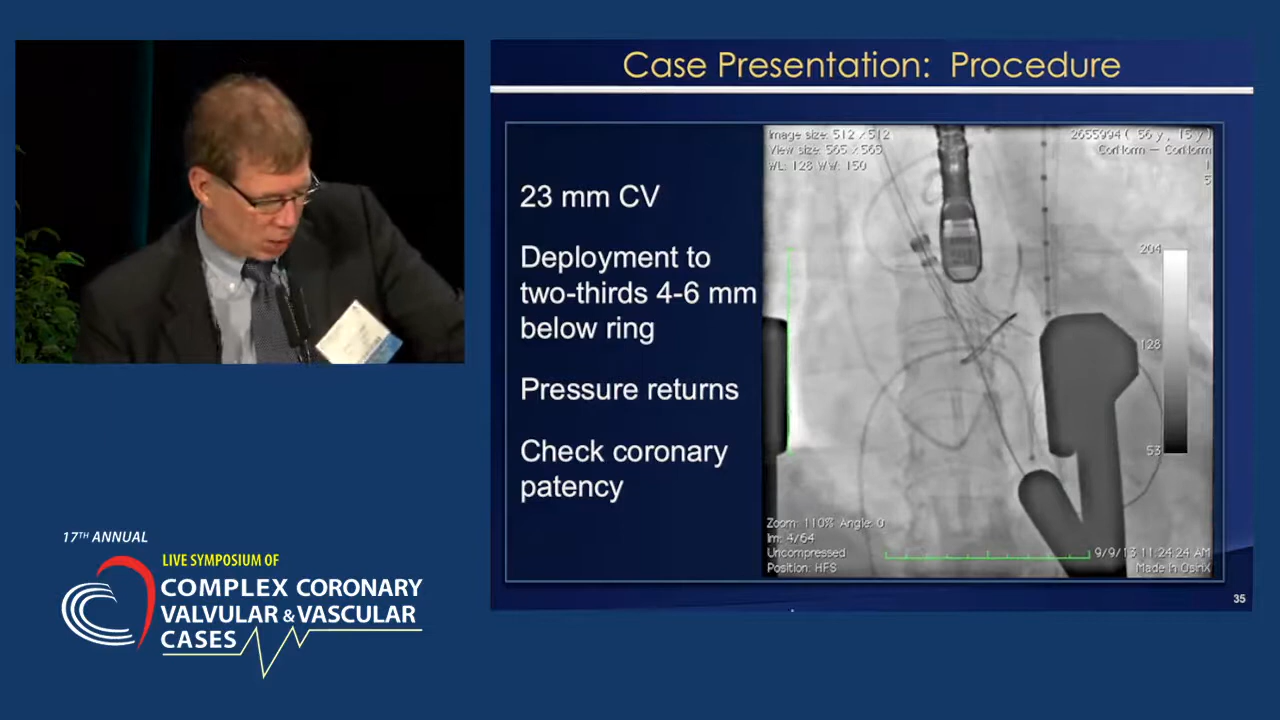 Case Presentation: Procedure
23 mm CV
Deployment to
two-thirds 4-6 mm
below ring
Pressure returns
Check coronary
patency
Image size: 512 x 512
View size: 565 x 565
WL: 128 WW: 150
2655994 ( 56 y, 15 y )
204
128
53
Zoom: 110% Angle: 0
Im: 4/64
Uncompressed
Position: HFS
9/9/13 11:24:24 AM
Made In OsiriX
35
17TH ANNUAL
LIVE SYMPOSIUM OF
COMPLEX CORONARY
VALVULAR & VASCULAR
CASES